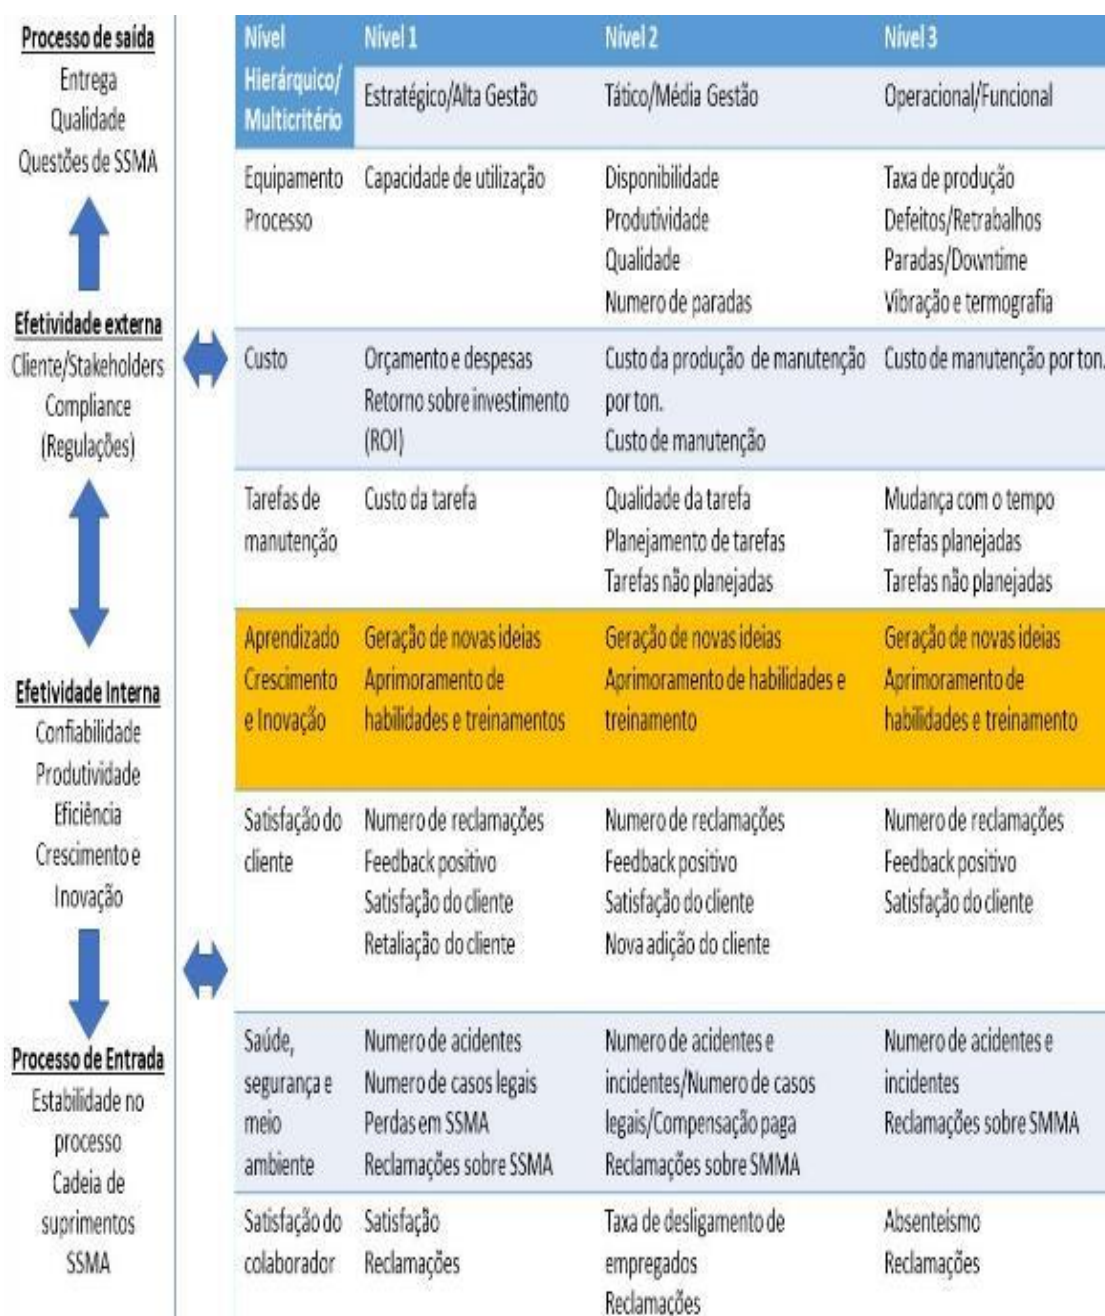 Processo de saída
Entrega
Qualidade
Questões de SSMA
Efetividade externa
Cliente/Stakeholders
Compliance
(Regulações)
Efetividade Interna
Confiabilidade
Produtividade
Eficiência
Crescimento e
Inovação
Processo de Entrada
Estabilidade no
processo
Cadeia de
suprimentos
SSMA
Nível
Hierárquico/
Multicritério
Nível 1
Nível 2
Nível 3
Estratégico/Alta Gestão
Tático/Média Gestão
Operacional/Funcional
Equipamento
Processo
Capacidade de utilização
Disponibilidade
Produtividade
Qualidade
Numero de paradas
Taxa de produção
Defeitos/Retrabalhos
Paradas/Downtime
Vibração e termografia
Custo
Orçamento e despesas
Retorno sobre investimento
(ROI)
Custo da produção de manutenção
por ton.
Custo de manutenção
Custo de manutenção por ton.
Tarefas de
manutenção
Custo da tarefa
Qualidade da tarefa
Planejamento de tarefas
Tarefas não planejadas
Mudança com o tempo
Tarefas planejadas
Tarefas não planejadas
Aprendizado
Crescimento
e Inovação
Geração de novas ideias
Aprimoramento de
habilidades e treinamentos
Geração de novas ideias
Aprimoramento de habilidades e
treinamento
Geração de novas ideias
Aprimoramento de
habilidades e treinamento
Satisfação do
cliente
Numero de reclamações
Feedback positivo
Satisfação do cliente
Retaliação do cliente
Numero de reclamações
Feedback positivo
Satisfação do cliente
Nova adição do cliente
Numero de reclamações
Feedback positivo
Satisfação do cliente
Saúde,
segurança e
meio
ambiente
Numero de acidentes
Numero de casos legais
Perdas em SSMA
Reclamações sobre SSMA
Numero de acidentes e
incidentes/Numero de casos
legais/Compensação paga
Reclamações sobre SMMA
Numero de acidentes e
incidentes
Reclamações sobre SMMA
Satisfação do
colaborador
Satisfação
Reclamações
Taxa de desligamento de
empregados
Reclamações
Absenteísmo
Reclamações